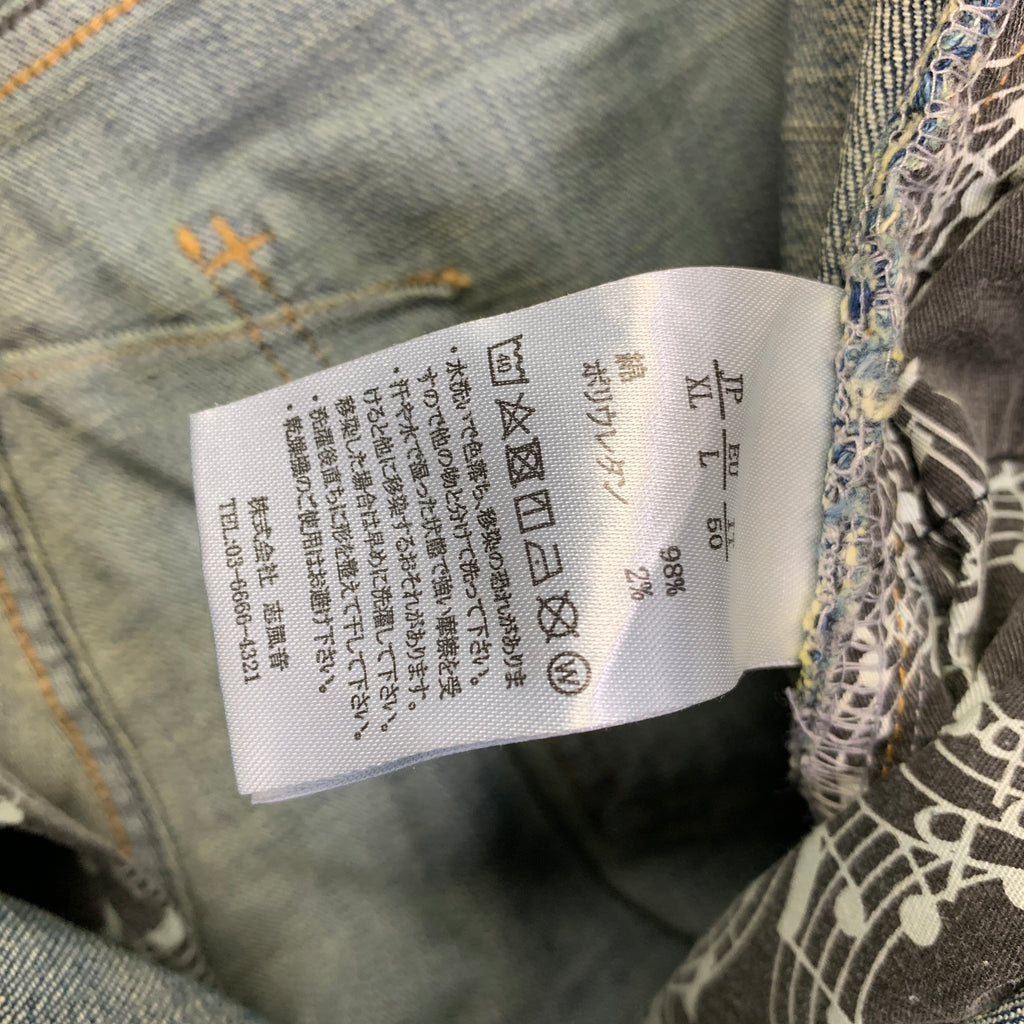 JP EU IT
XL L 50
綿 98%
ポリウレタン 2%
40
W
・水洗いで色落ち、移染の恐れがありま
すので他の物と分けて洗って下さい。
・汗や水で湿った状態で強い摩擦を受
けると他に移染するおそれがあります。
移染した場合は早めに洗濯して下さい。
・洗濯後直ちに形を整えて干して下さい。
・乾燥機のご使用はお避け下さい。
株式会社 志風音
TEL:03-6666-4321